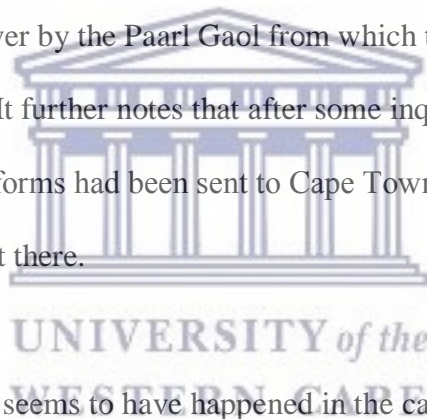 ver by the Paarl Gaol from which t
It further notes that after some inq
forms had been sent to Cape Town
t there.
UNIVERSITY of the
seems to have happened in the ca
WESTERN CAPE